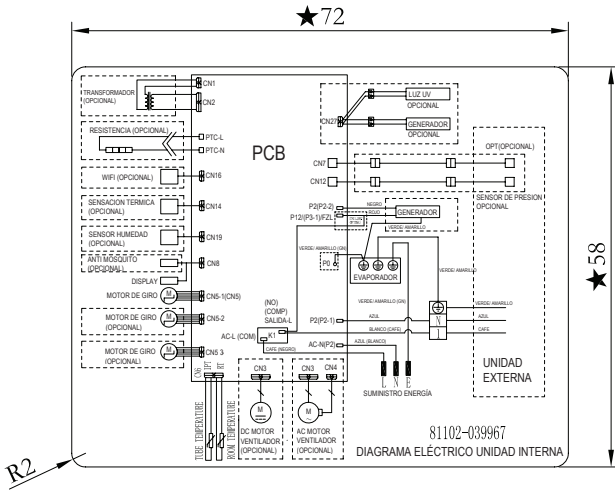 ★72
TRANSFORMADOR
(OPCIONAL)
CN1
CN2
RESISTENCIA (OPCIONAL)
PTC-L
PTC-N
WIFI (OPCIONAL)
CN16
SENSACION TERMICA
(OPCIONAL)
CN14
SENSOR HUMEDAD
(OPCIONAL)
CN19
ANTI MOSQUITO
(OPCIONAL)
CN8
DISPLAY
MOTOR DE GIRO
M
CN5-1(CN5)
MOTOR DE GIRO
(OPCIONAL)
M
CN5-2
MOTOR DE GIRO
(OPCIONAL)
M
CN5 3
PCB
LUZ UV
OPCIONAL
CN27
GENERADOR
OPCIONAL
CN7
CN12
OPT(OPCIONAL)
SENSOR DE PRESION
OPCIONAL
P2(P2-2)
NEGRO
P12/(P3-1)/FZL
ROJO
GENERADOR
VERDE/ AMARILLO
VERDE/ AMARILLO (GN)
P0
EVAPORADOR
VERDE/ AMARILLO
(NO)
(COMP)
SALIDA-L
AC-L (COM)
K1
CAFE (NEGRO)
VERDE/ AMARILLO (GN)
VERDE/ AMARILLO
P2(P2-1)
AZUL
N
AZUL
BLANCO (CAFE)
1
CAFE
AC-N(P2)
AZUL (BLANCO)
L N E
SUMINISTRO ENERGÍA
UNIDAD
EXTERNA
CN6
IPT
RT
TUBE TEMPERATURE
ROOM TEMPERATURE
CN3
M
DC MOTOR
VENTILADOR
(OPCIONAL)
CN3
CN4
M
AC MOTOR
VENTILADOR
(OPCIONAL)
81102-039967
DIAGRAMA ELÉCTRICO UNIDAD INTERNA
★58
R2